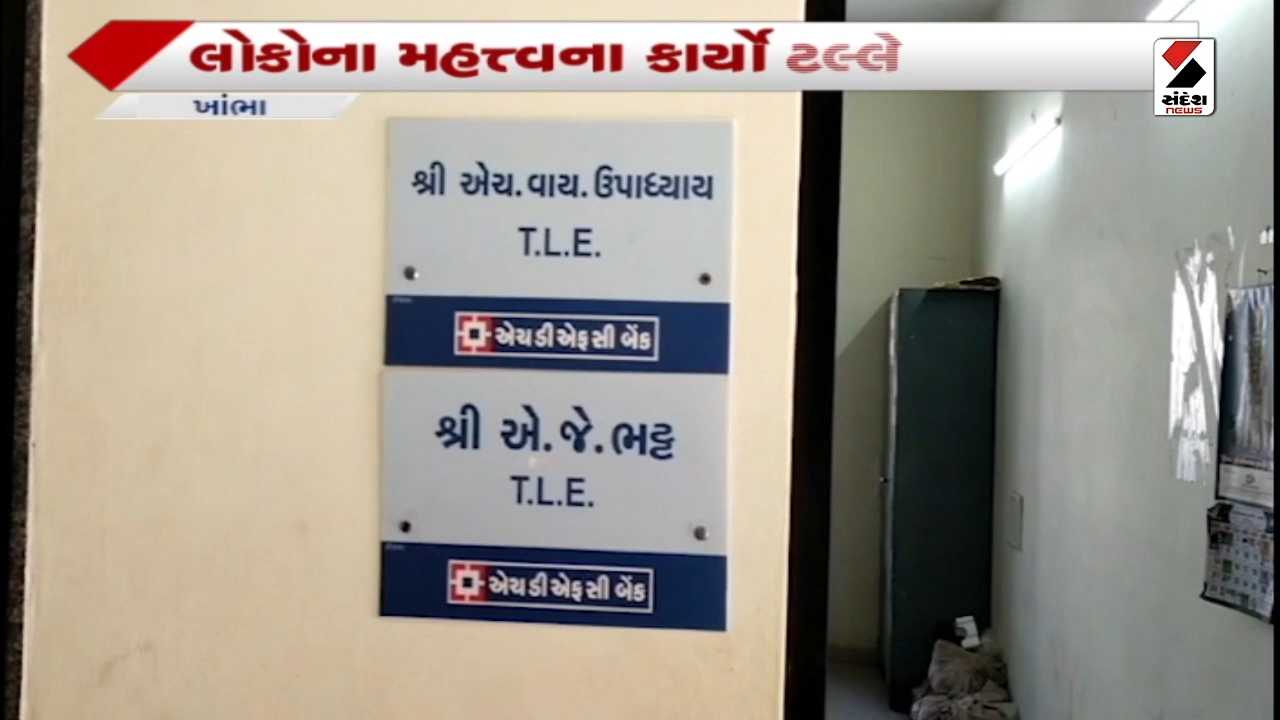 લોકોના મહત્ત્વના કાર્યો ટલ્લે
ખાંભા
સંદેશ
NEWS
શ્રી એચ.વાય.ઉપાધ્યાય
T.L.E.
એચડીએફસી બેંક
શ્રી એ.જે.ભટ્ટ
T.L.E.
એચડીએફસી બેંક